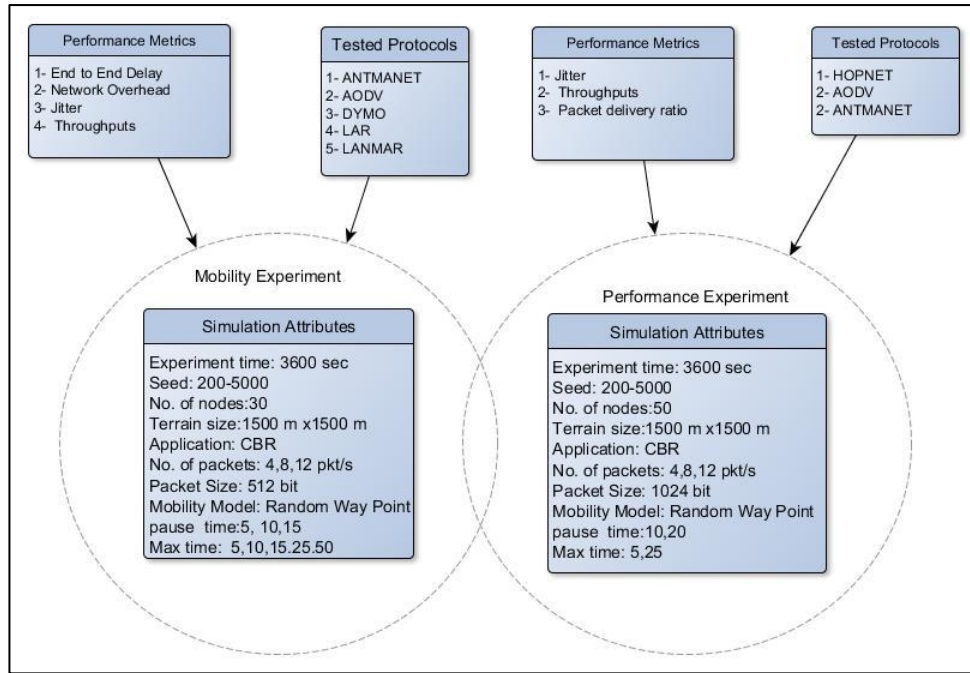 Performance Metrics
1- End to End Delay
2- Network Overhead
3- Jitter
4- Throughputs
Tested Protocols
1- ANTMANET
2- AODV
3- DYMO
4- LAR
5- LANMAR
Performance Metrics
1- Jitter
2- Throughputs
3- Packet delivery ratio
Tested Protocols
1- HOPNET
2- AODV
2- ANTMANET
Mobility Experiment
Simulation Attributes
Experiment time: 3600 sec
Seed: 200-5000
No. of nodes:30
Terrain size:1500 m x1500 m
Application: CBR
No. of packets: 4,8,12 pkt/s
Packet Size: 512 bit
Mobility Model: Random Way Point
pause time:5, 10,15
Max time: 5,10,15.25.50
Performance Experiment
Simulation Attributes
Experiment time: 3600 sec
Seed: 200-5000
No. of nodes:50
Terrain size:1500 m x1500 m
Application: CBR
No. of packets: 4,8,12 pkt/s
Packet Size: 1024 bit
Mobility Model: Random Way Point
pause time:10,20
Max time: 5,25